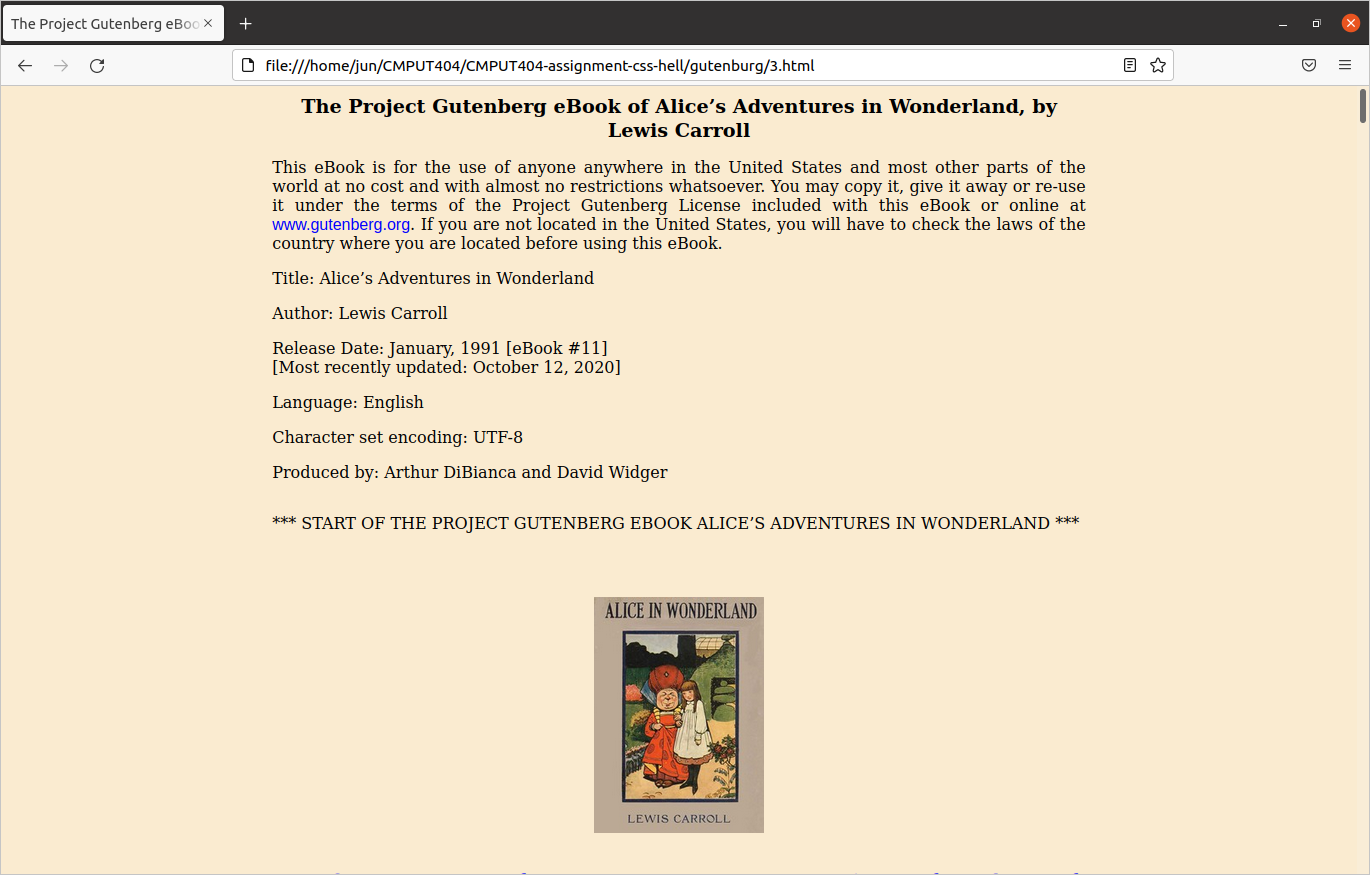 The Project Gutenberg eBoo
file:///home/jun/CMPUT404/CMPUT404-assignment-css-hell/gutenburg/3.html
The Project Gutenberg eBook of Alice’s Adventures in Wonderland, by
Lewis Carroll
This eBook is for the use of anyone anywhere in the United States and most other parts of the
world at no cost and with almost no restrictions whatsoever. You may copy it, give it away or re-use
it under the terms of the Project Gutenberg License included with this eBook or online at
www.gutenberg.org. If you are not located in the United States, you will have to check the laws of the
country where you are located before using this eBook.
Title: Alice’s Adventures in Wonderland
Author: Lewis Carroll
Release Date: January, 1991 [eBook #11]
[Most recently updated: October 12, 2020]
Language: English
Character set encoding: UTF-8
Produced by: Arthur DiBianca and David Widger
*** START OF THE PROJECT GUTENBERG EBOOK ALICE’S ADVENTURES IN WONDERLAND ***
ALICE IN WONDERLAND
LEWIS CARROLL